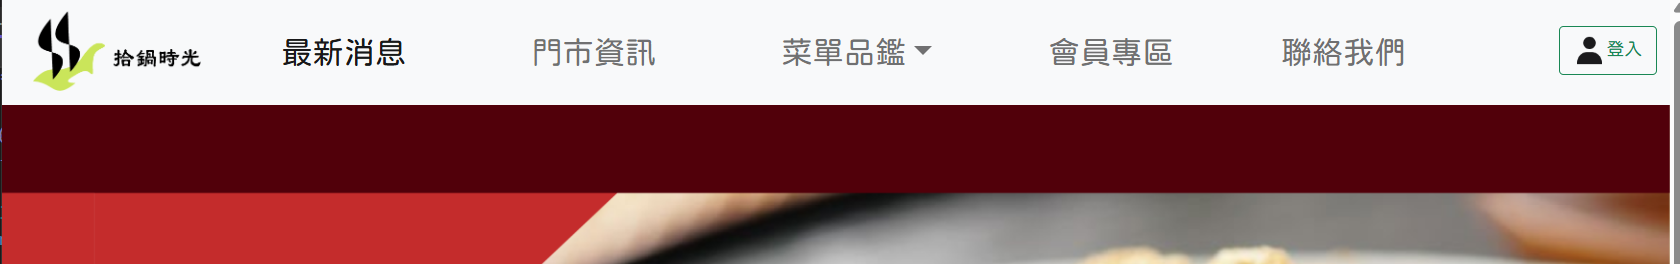 拾鍋時光
最新消息
門市資訊
菜單品鑑
會員專區
聯絡我們
登入